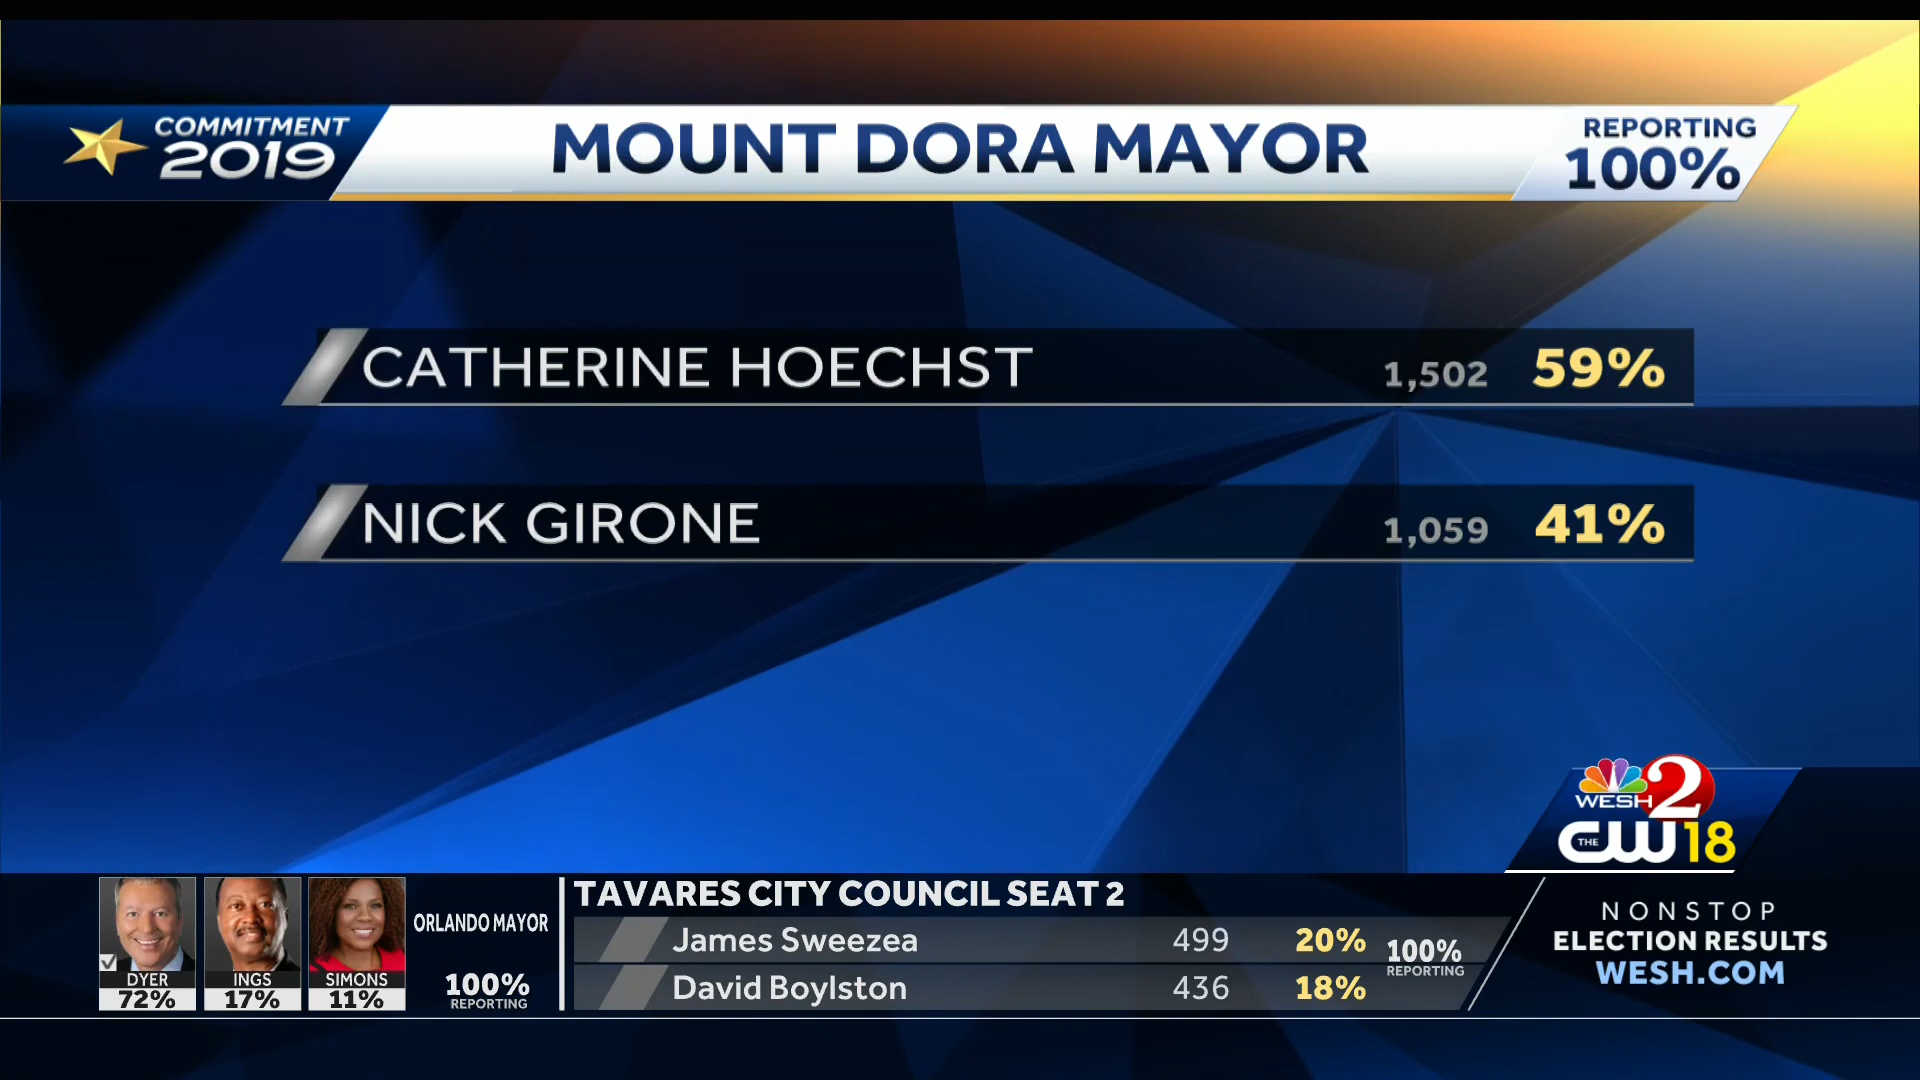 COMMITMENT
2019
MOUNT DORA MAYOR
REPORTING
100%
CATHERINE HOECHST 1,502 59%
NICK GIRONE 1,059 41%
WESH 2
THE CW 18
DYER
72%
INGS
17%
SIMONS
11%
ORLANDO MAYOR
100%
REPORTING
TAVARES CITY COUNCIL SEAT 2
James Sweezea 499 20%
David Boylston 436 18%
100%
REPORTING
NONSTOP
ELECTION RESULTS
WESH.COM